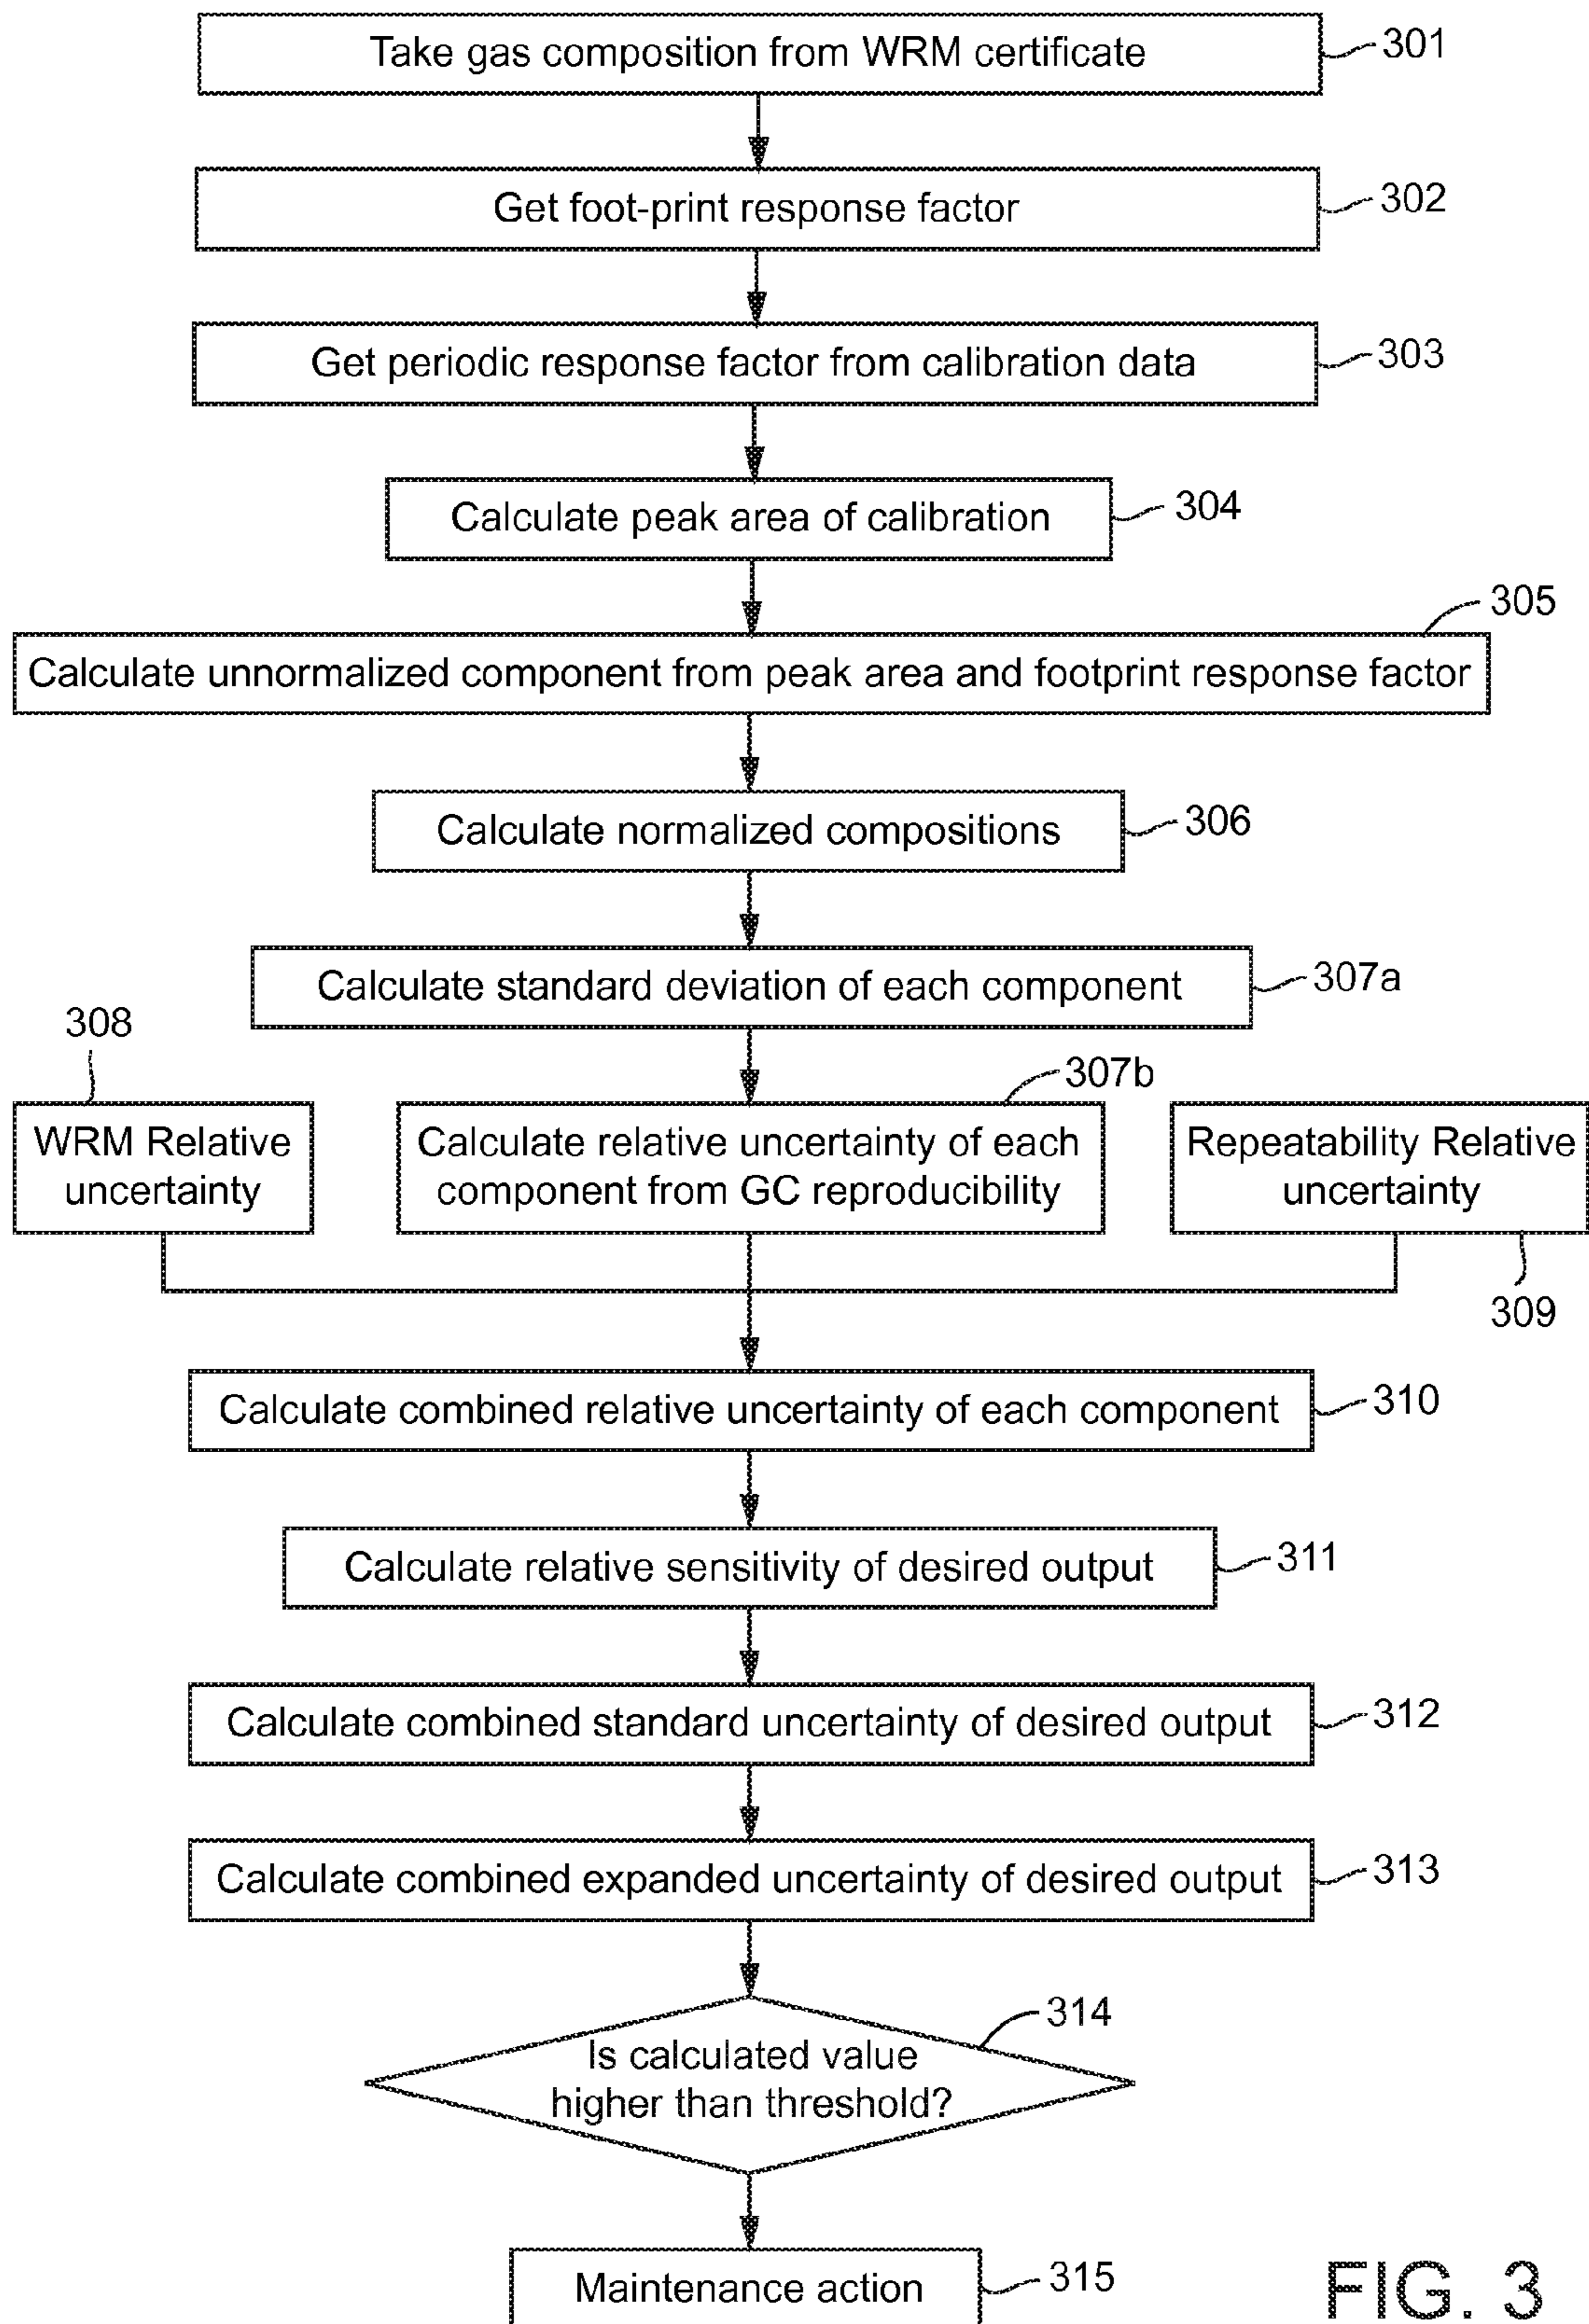 Take gas composition from WRM certificate
301
Get foot-print response factor
302
Get periodic response factor from calibration data
303
Calculate peak area of calibration
304
305
Calculate unnormalized component from peak area and footprint response factor
Calculate normalized compositions
306
Calculate standard deviation of each component
307a
308
307b
WRM Relative
uncertainty
Calculate relative uncertainty of each
component from GC reproducibility
Repeatability Relative
uncertainty
309
Calculate combined relative uncertainty of each component
310
Calculate relative sensitivity of desired output
311
Calculate combined standard uncertainty of desired output
312
Calculate combined expanded uncertainty of desired output
313
314
Is calculated value
higher than threshold?
Maintenance action
315
FIG. 3